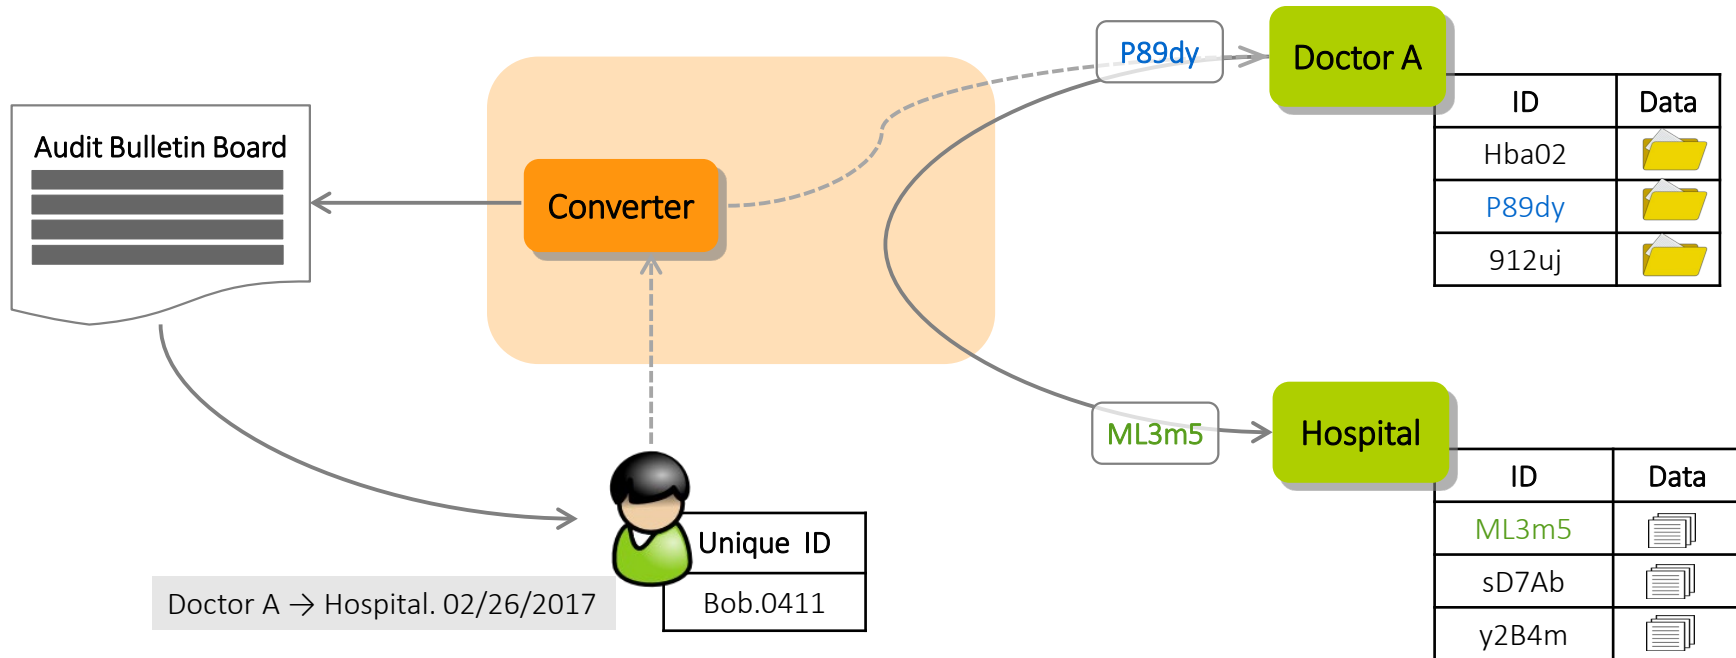 P89dy
Doctor A
ID Data
Hba02
P89dy
912uj
Audit Bulletin Board
Converter
ML3m5
Hospital
ID Data
ML3m5
sD7Ab
y2B4m
Unique ID
Bob.0411
Doctor A → Hospital. 02/26/2017